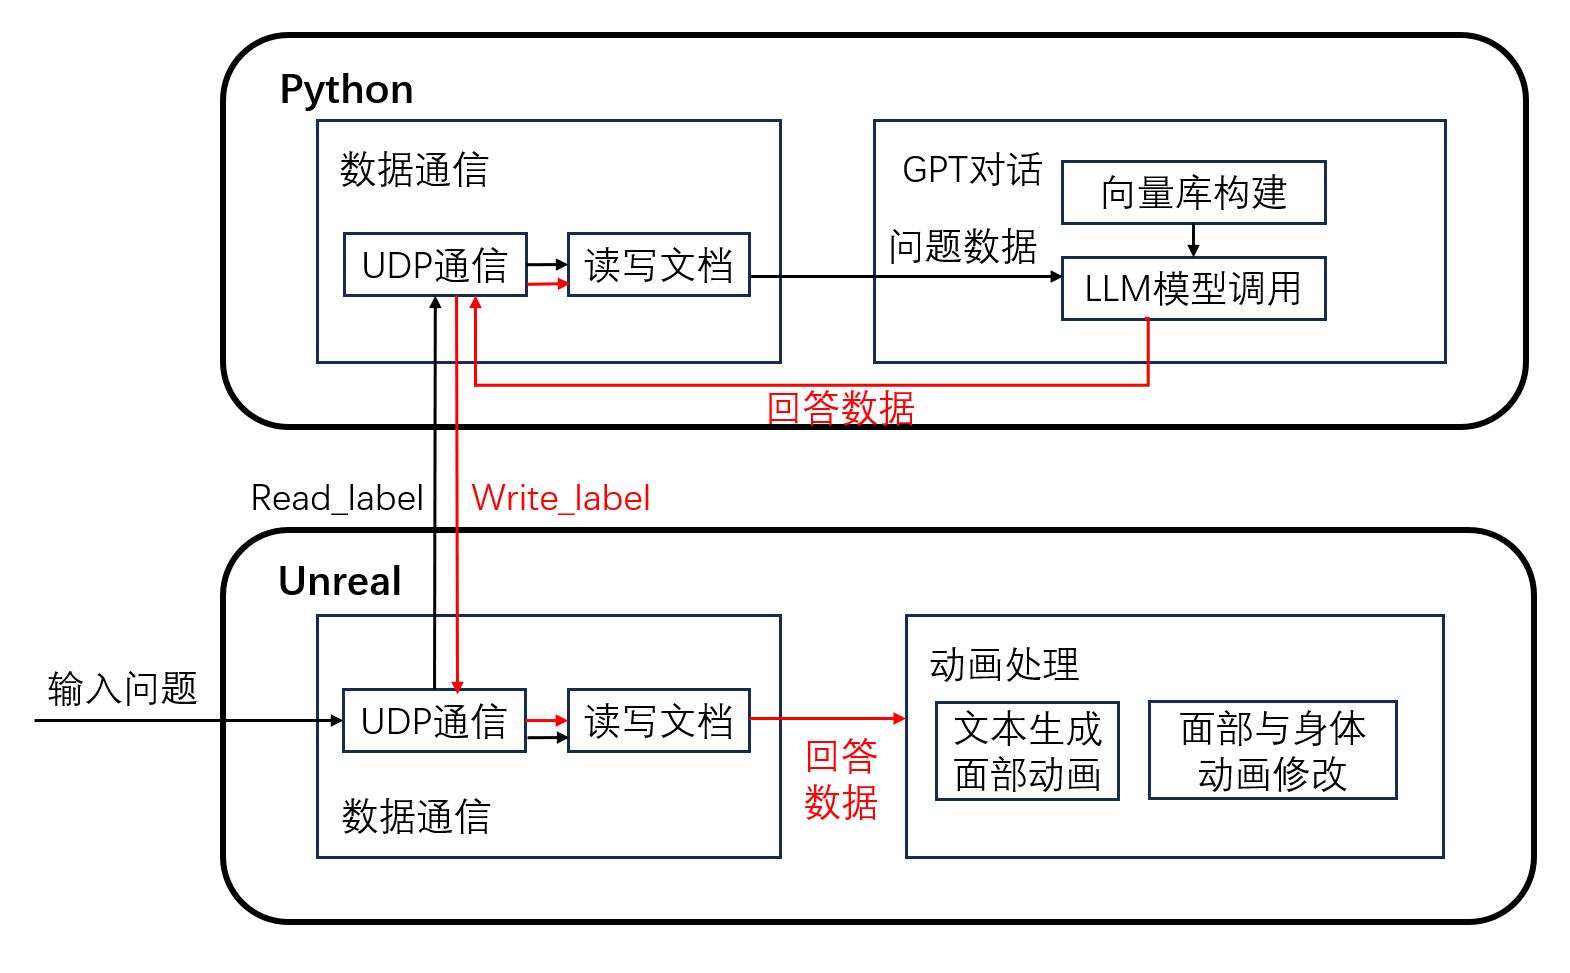 Python
数据通信
UDP通信
读写文档
GPT对话
向量库构建
问题数据
LLM模型调用
回答数据
Read_label
Write_label
Unreal
输入问题
UDP通信
读写文档
数据通信
回答
数据
动画处理
文本生成
面部动画
面部与身体
动画修改